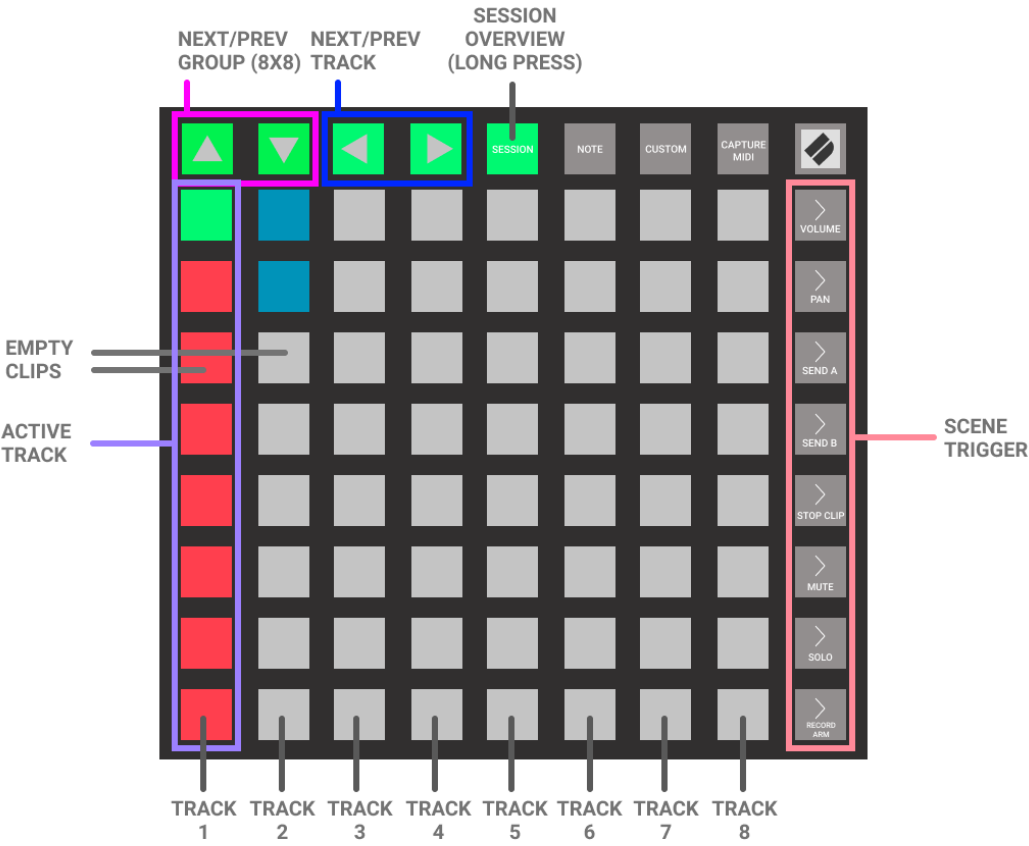 SESSION
OVERVIEW
(LONG PRESS)
NEXT/PREV
GROUP (8X8)
NEXT/PREV
TRACK
SESSION
NOTE
CUSTOM
CAPTURE
MIDI
VOLUME
PAN
EMPTY
CLIPS
SEND A
ACTIVE
TRACK
SEND B
SCENE
TRIGGER
STOP CLIP
MUTE
SOLO
RECORD
ARM
TRACK
1
TRACK
2
TRACK
3
TRACK
4
TRACK
5
TRACK
6
TRACK
7
TRACK
8